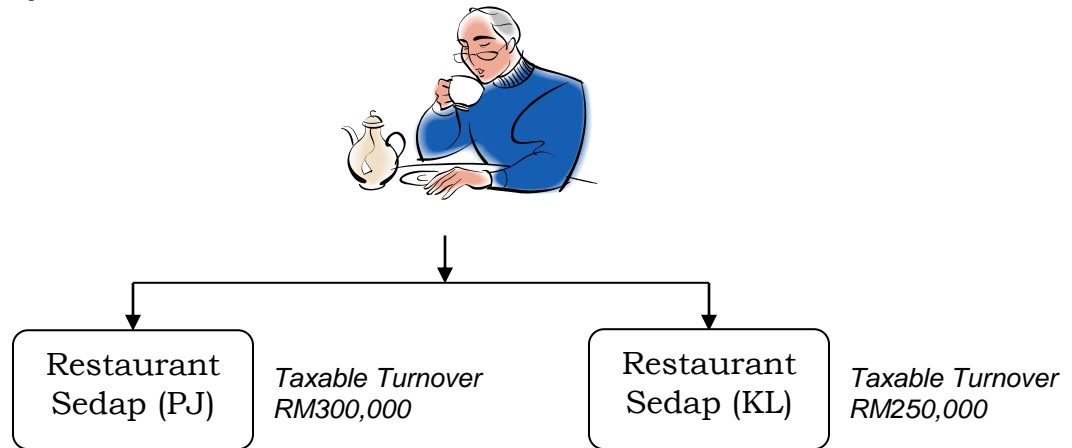 Restaurant
Sedap (PJ)
Taxable Turnover
RM300,000
Restaurant
Sedap (KL)
Taxable Turnover
RM250,000